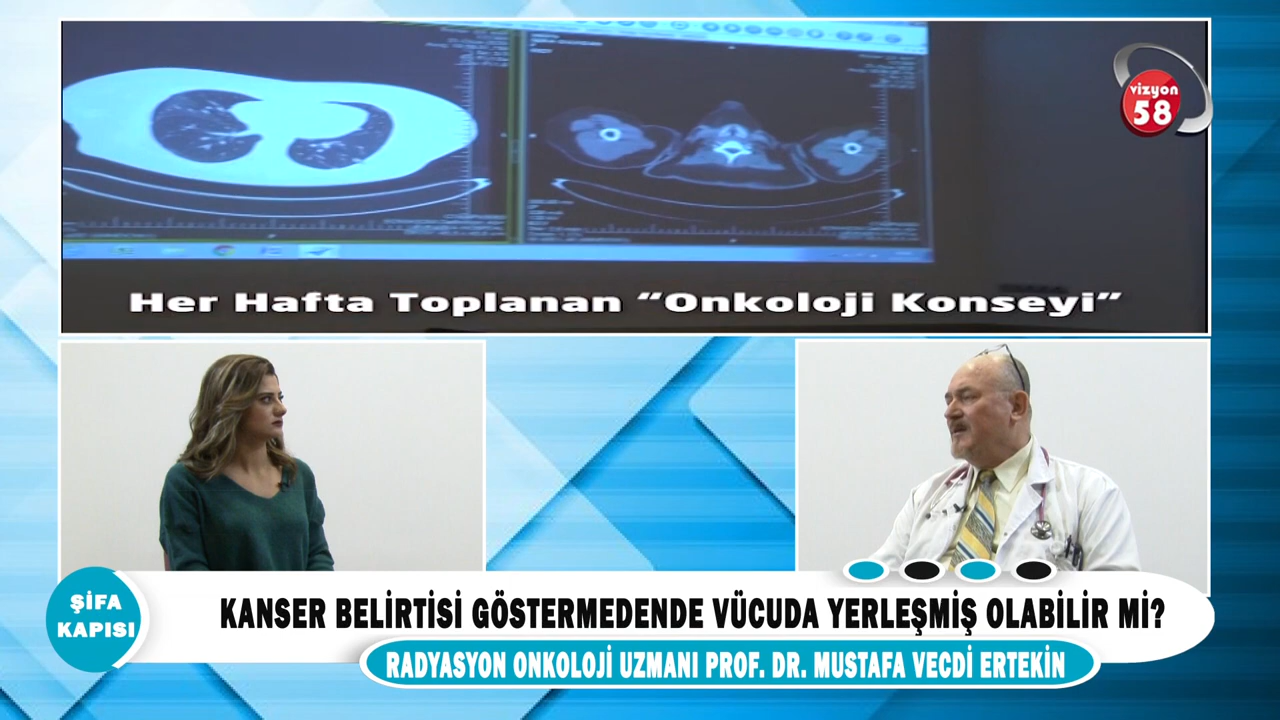 vizyon
58
Her Hafta Toplanan “Onkoloji Konseyi”
ŞİFA
KAPISI
KANSER BELİRTİSİ GÖSTERMEDENDE VÜCUDA YERLEŞMİŞ OLABİLİR Mİ?
RADYASYON ONKOLOJİ UZMANI PROF. DR. MUSTAFA VECDİ ERTEKİN